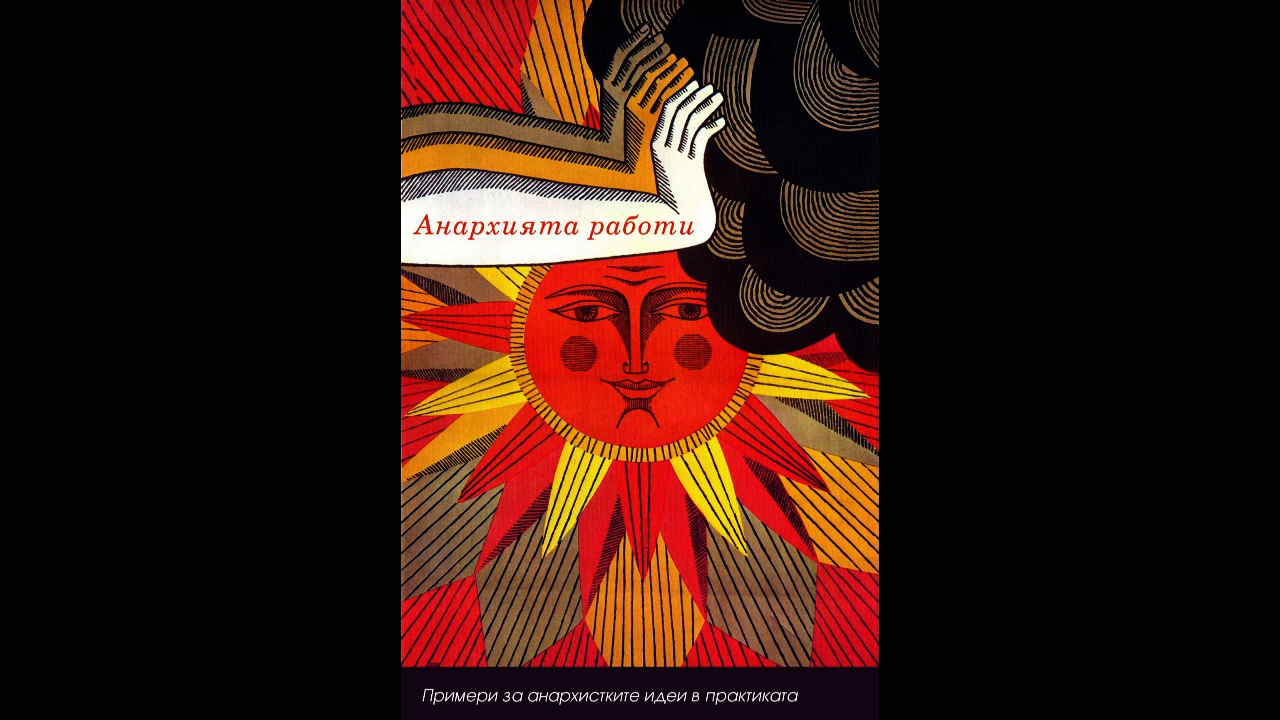 Анархията работи
Примери за анархистките идеи в практиката